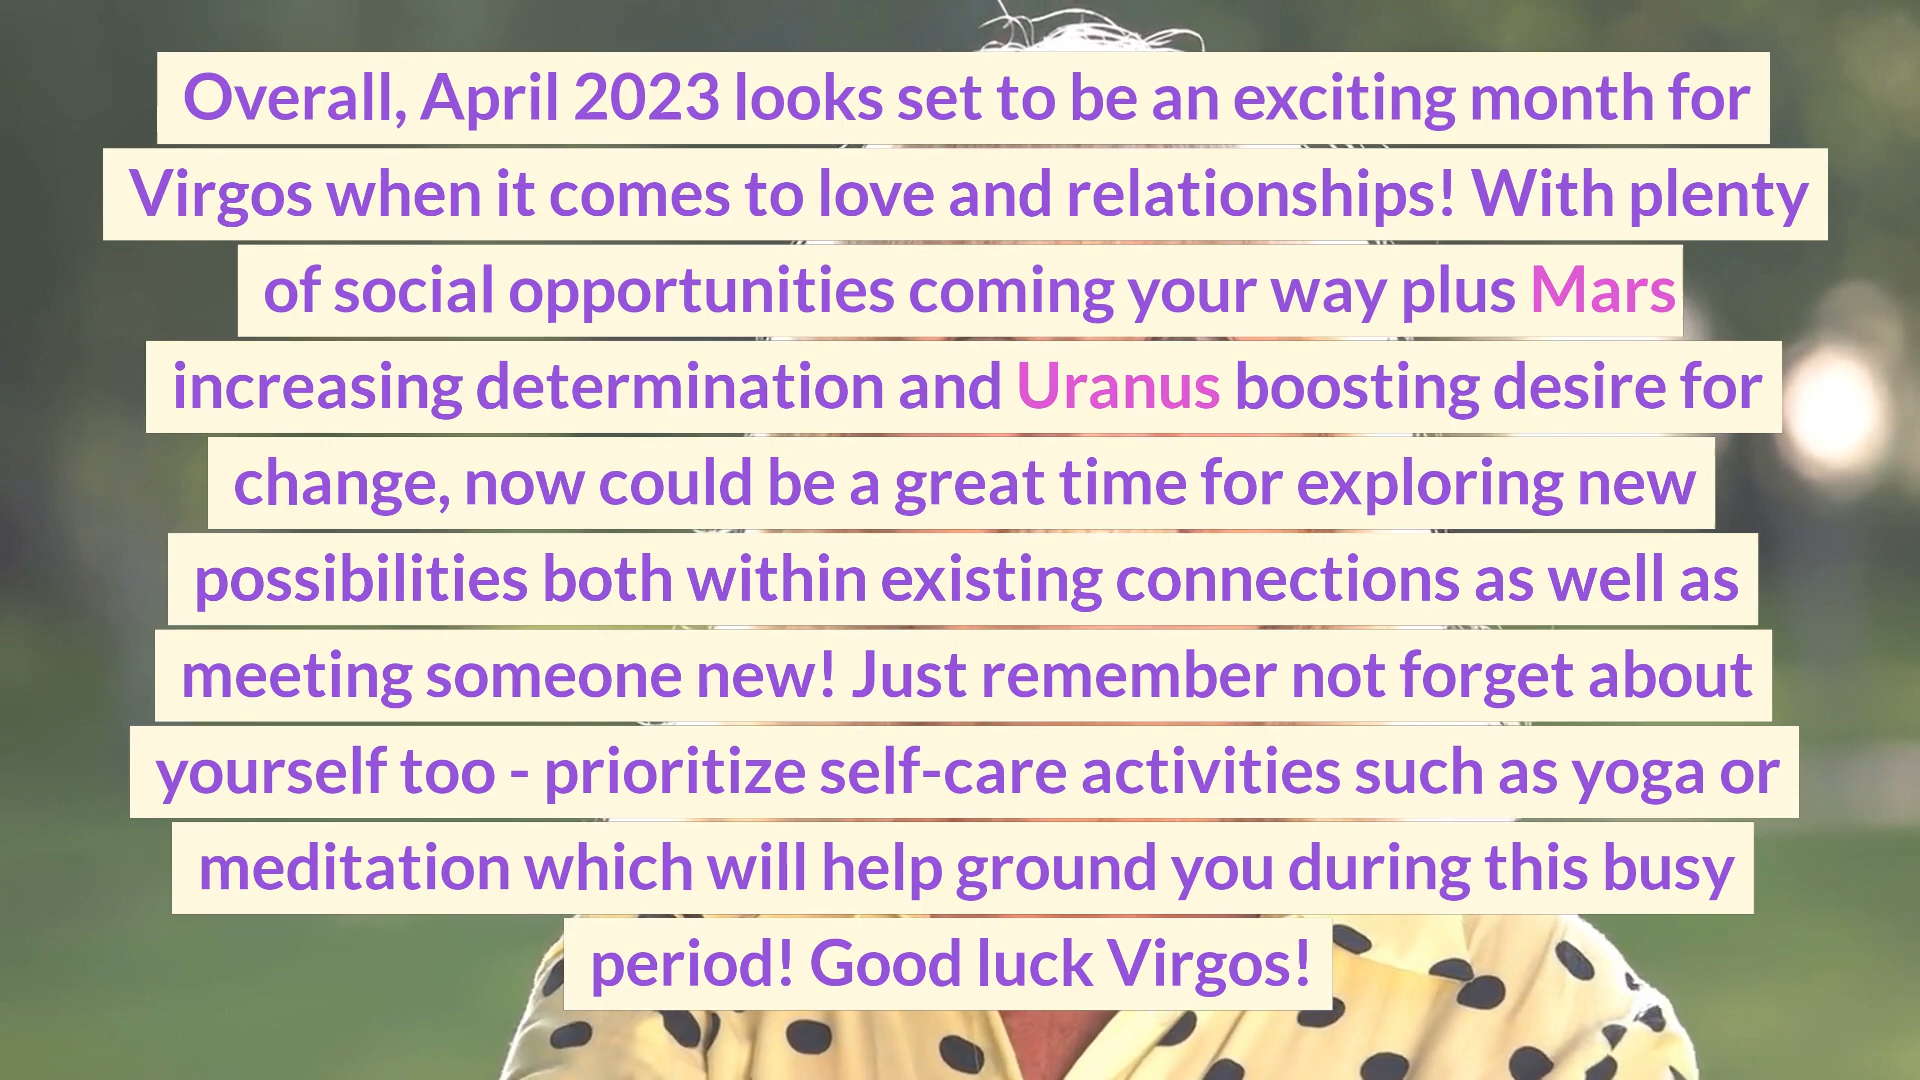 Overall, April 2023 looks set to be an exciting month for
Virgos when it comes to love and relationships! With plenty
of social opportunities coming your way plus Mars
increasing determination and Uranus boosting desire for
change, now could be a great time for exploring new
possibilities both within existing connections as well as
meeting someone new! Just remember not forget about
yourself too - prioritize self-care activities such as yoga or
meditation which will help ground you during this busy
period! Good luck Virgos!